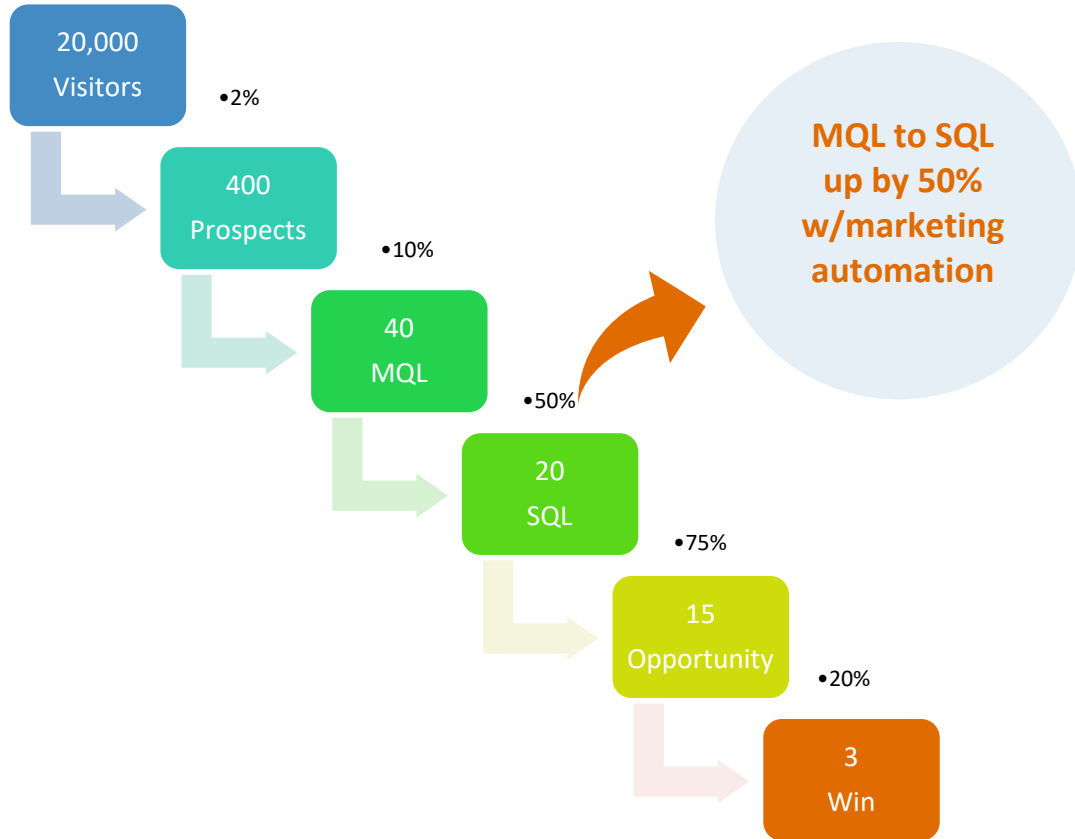 20,000
Visitors
•2%
400
Prospects
•10%
40
MQL
•50%
20
SQL
•75%
15
Opportunity
•20%
3
Win
MQL to SQL
up by 50%
w/marketing
automation